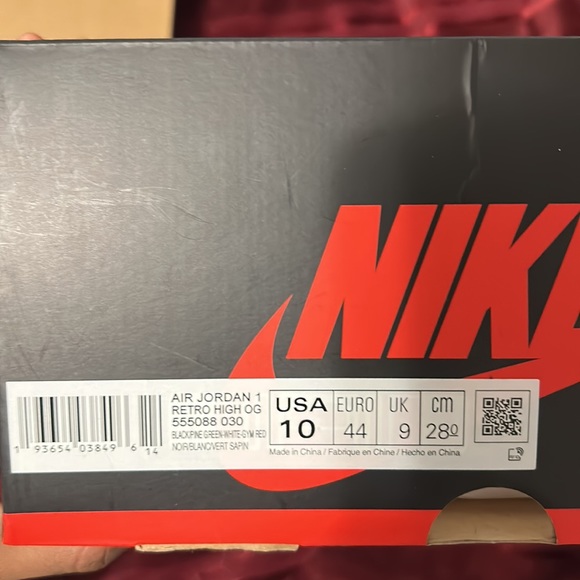 NIKE
AIR JORDAN 1
RETRO HIGH OG
555088 030
BLACK/PINE GREEN-WHITE-GYM RED
NOIR/BLANC/VERT SAPIN
USA
10
EURO
44
UK
9
cm
28.0
1 93654 03849 6 14
Made in China / Fabriqué en Chine / Hecho en China